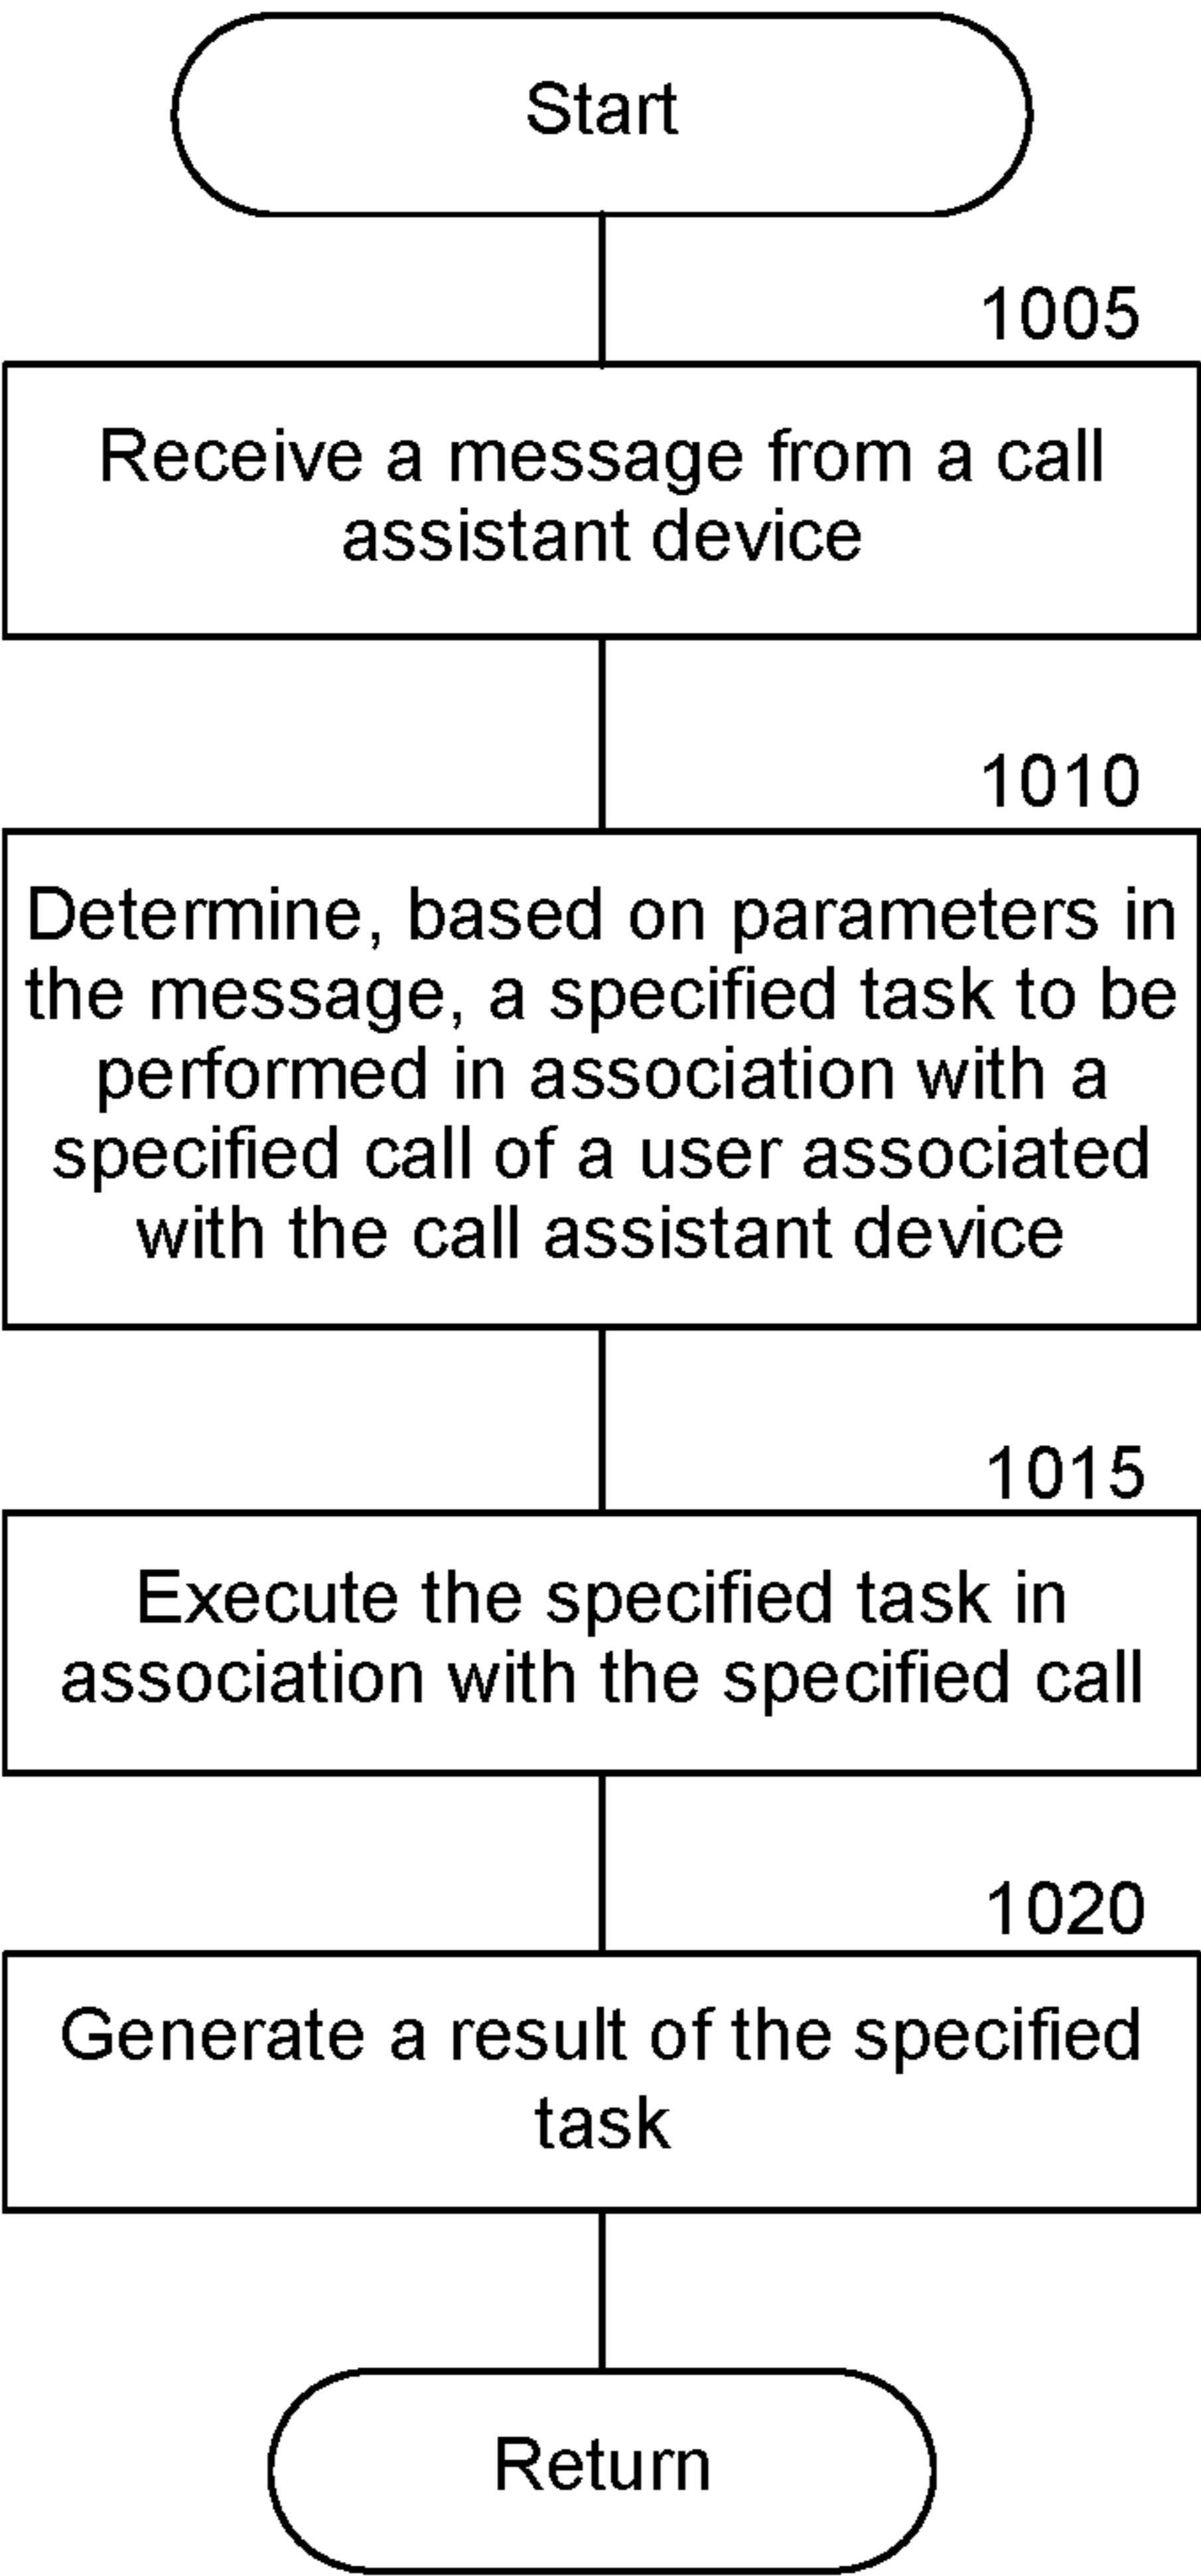 Start
1005
Receive a message from a call
assistant device
1010
Determine, based on parameters in
the message, a specified task to be
performed in association with a
specified call of a user associated
with the call assistant device
1015
Execute the specified task in
association with the specified call
1020
Generate a result of the specified
task
Return